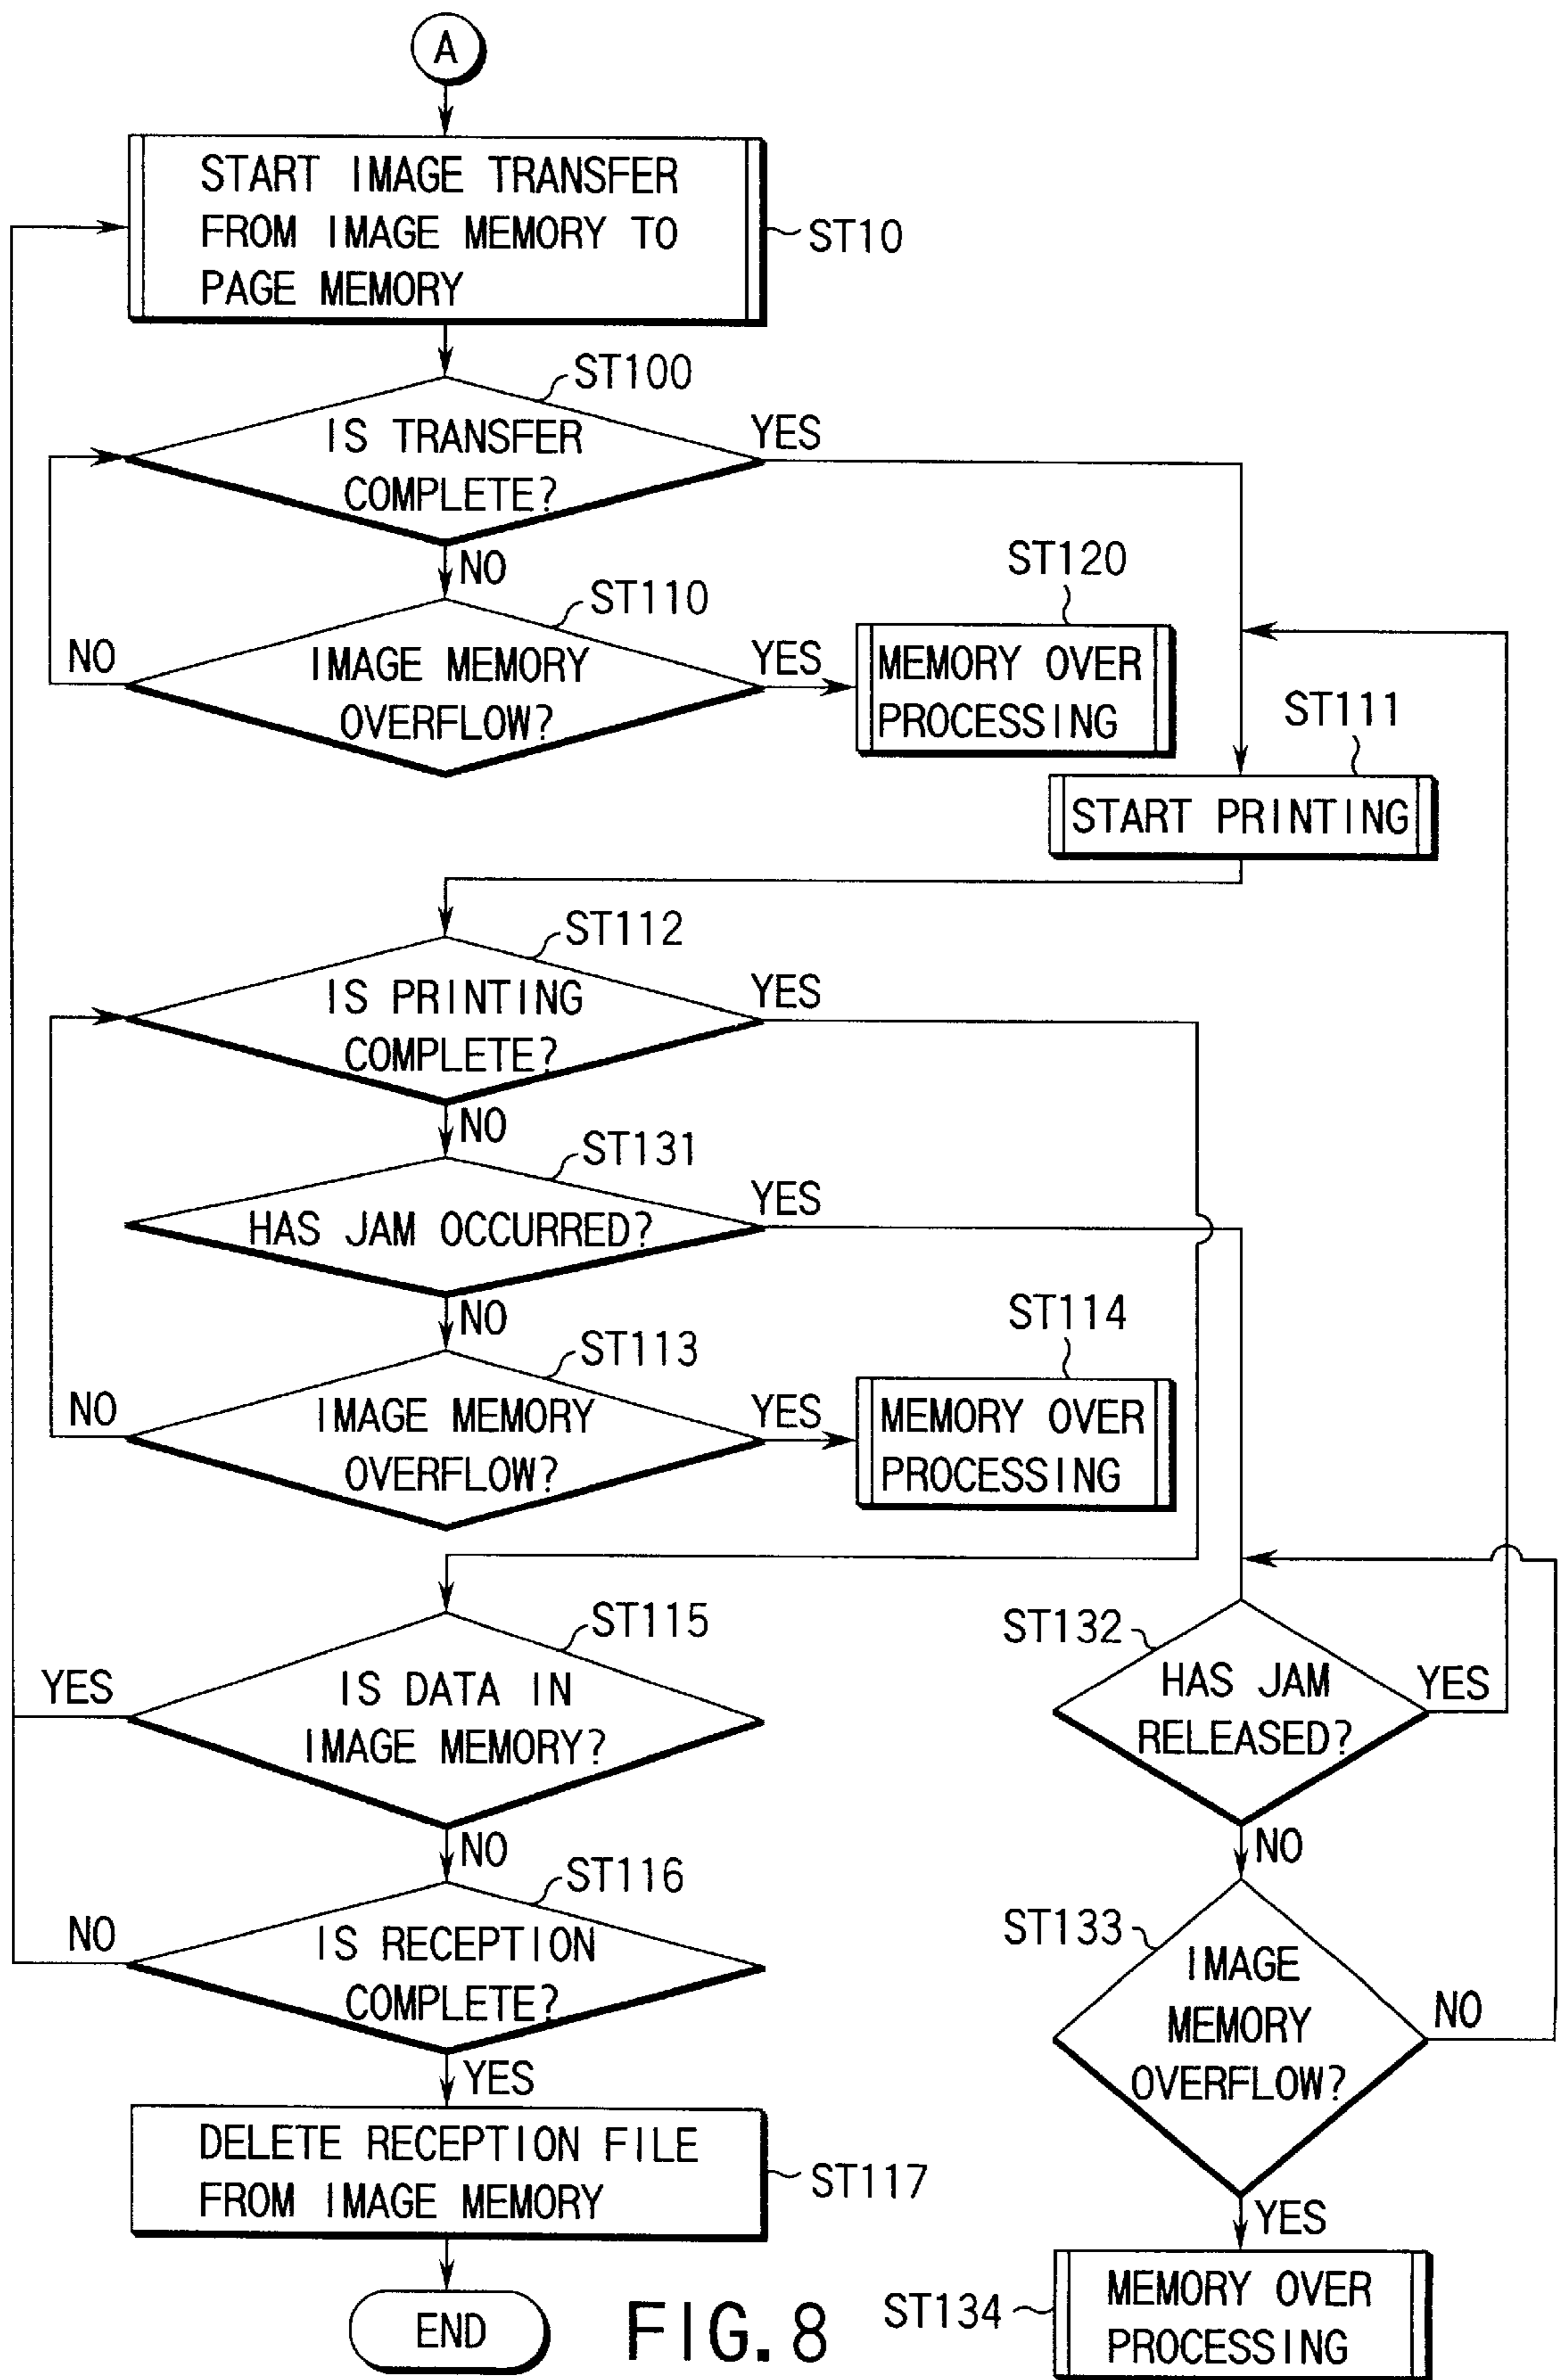 A
START IMAGE TRANSFER
FROM IMAGE MEMORY TO
PAGE MEMORY
ST10
ST100
IS TRANSFER
COMPLETE?
YES
NO
ST110
IMAGE MEMORY
OVERFLOW?
NO
YES
ST120
MEMORY OVER
PROCESSING
ST111
START PRINTING
ST112
IS PRINTING
COMPLETE?
YES
NO
ST131
HAS JAM OCCURRED?
YES
NO
ST113
IMAGE MEMORY
OVERFLOW?
NO
YES
ST114
MEMORY OVER
PROCESSING
ST115
IS DATA IN
IMAGE MEMORY?
YES
NO
ST132
HAS JAM
RELEASED?
YES
NO
ST116
IS RECEPTION
COMPLETE?
NO
YES
ST133
IMAGE
MEMORY
OVERFLOW?
NO
YES
DELETE RECEPTION FILE
FROM IMAGE MEMORY
ST117
END
FIG. 8
ST134
MEMORY OVER
PROCESSING